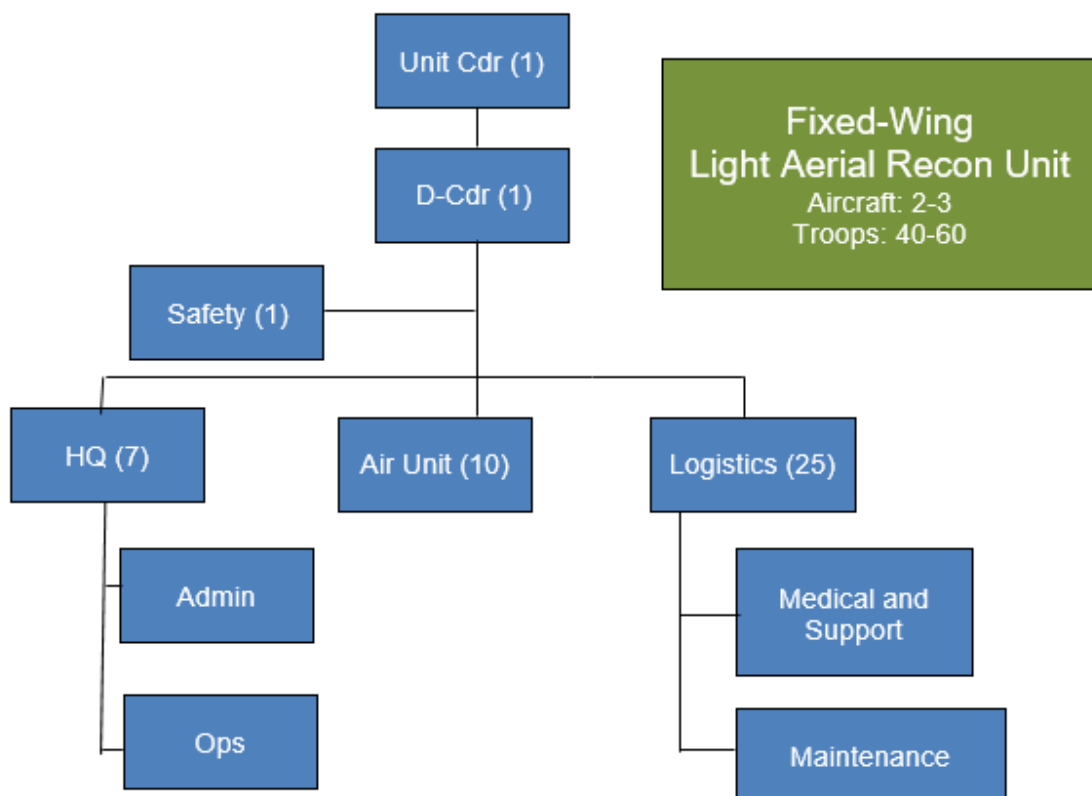 Unit Cdr (1)
Fixed-Wing
Light Aerial Recon Unit
Aircraft: 2-3
Troops: 40-60
D-Cdr (1)
Safety (1)
HQ (7)
Air Unit (10)
Logistics (25)
Admin
Medical and
Support
Ops
Maintenance